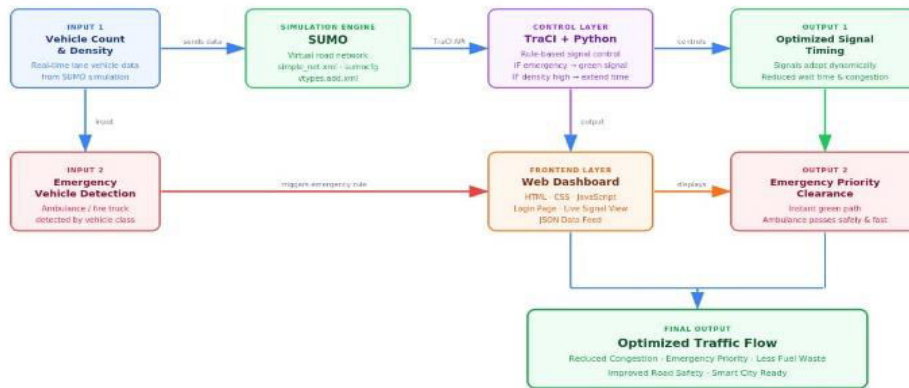 INPUT 1
Vehicle Count
& Density
Real-time lane vehicle data
from SUMO simulation
sends data
SIMULATION ENGINE
SUMO
Virtual road network
simple_net.xml · sumocfg
vtypes.add.xml
TraCI API
CONTROL LAYER
TraCI + Python
Rule-based signal control
IF emergency → green signal
IF density high → extend time
controls
OUTPUT 1
Optimized Signal
Timing
Signals adapt dynamically
Reduced wait time & congestion
input
output
INPUT 2
Emergency
Vehicle Detection
Ambulance / fire truck
detected by vehicle class
triggers emergency rule
FRONTEND LAYER
Web Dashboard
HTML · CSS · JavaScript
Login Page · Live Signal View
JSON Data Feed
displays
OUTPUT 2
Emergency Priority
Clearance
Instant green path
Ambulance passes safely & fast
FINAL OUTPUT
Optimized Traffic Flow
Reduced Congestion · Emergency Priority · Less Fuel Waste
Improved Road Safety · Smart City Ready